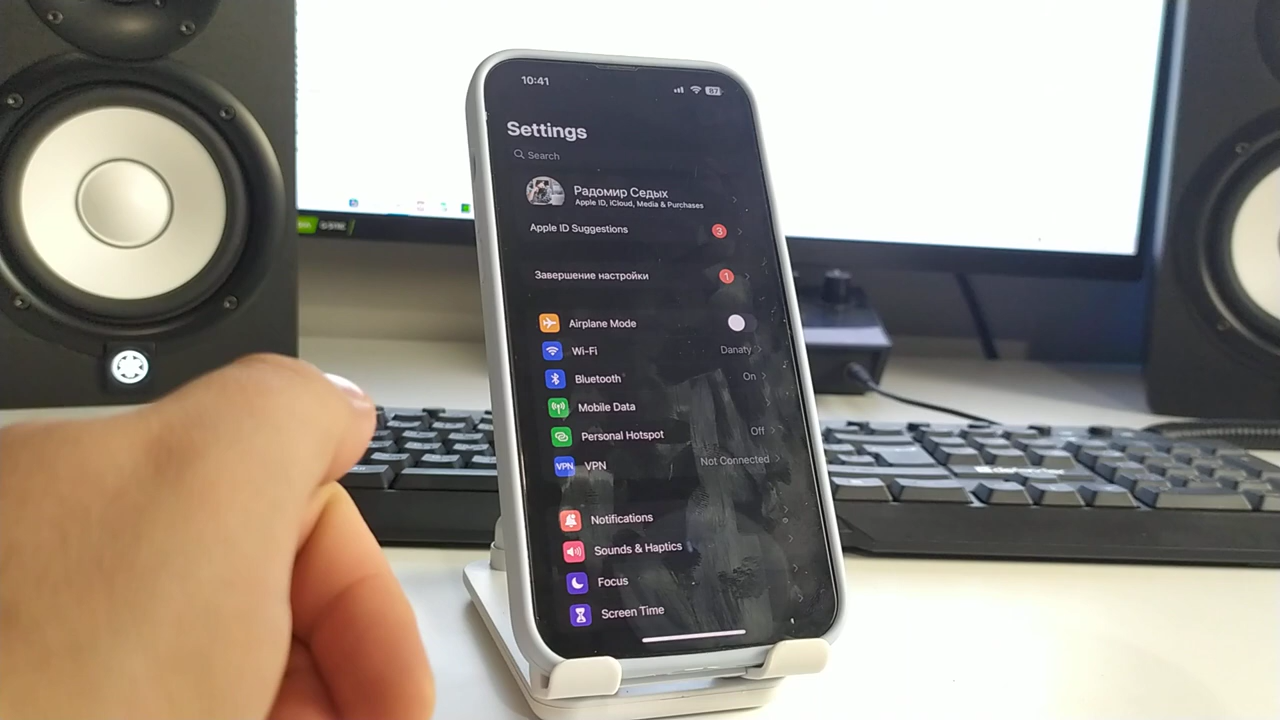 10:41
87
Settings
Search
Радомир Седых
Apple ID, iCloud, Media & Purchases
Apple ID Suggestions 3
Завершение настройки 1
Airplane Mode
Wi-Fi Danaty
Bluetooth On
Mobile Data
Personal Hotspot Off
VPN VPN Not Connected
Notifications
Sounds & Haptics
Focus
Screen Time
G-SYNC